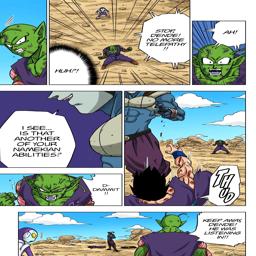 AH!
STOP,
DENDE!
NO MORE
TELEPATHY
!!
HUH?!
I SEE...
IS THAT
ANOTHER
OF YOUR
NAMEKIAN
ABILITIES?
THUD
D-
DAMMIT
!!
KEEP AWAY,
DENDE!
HE WAS
LISTENING
IN!!